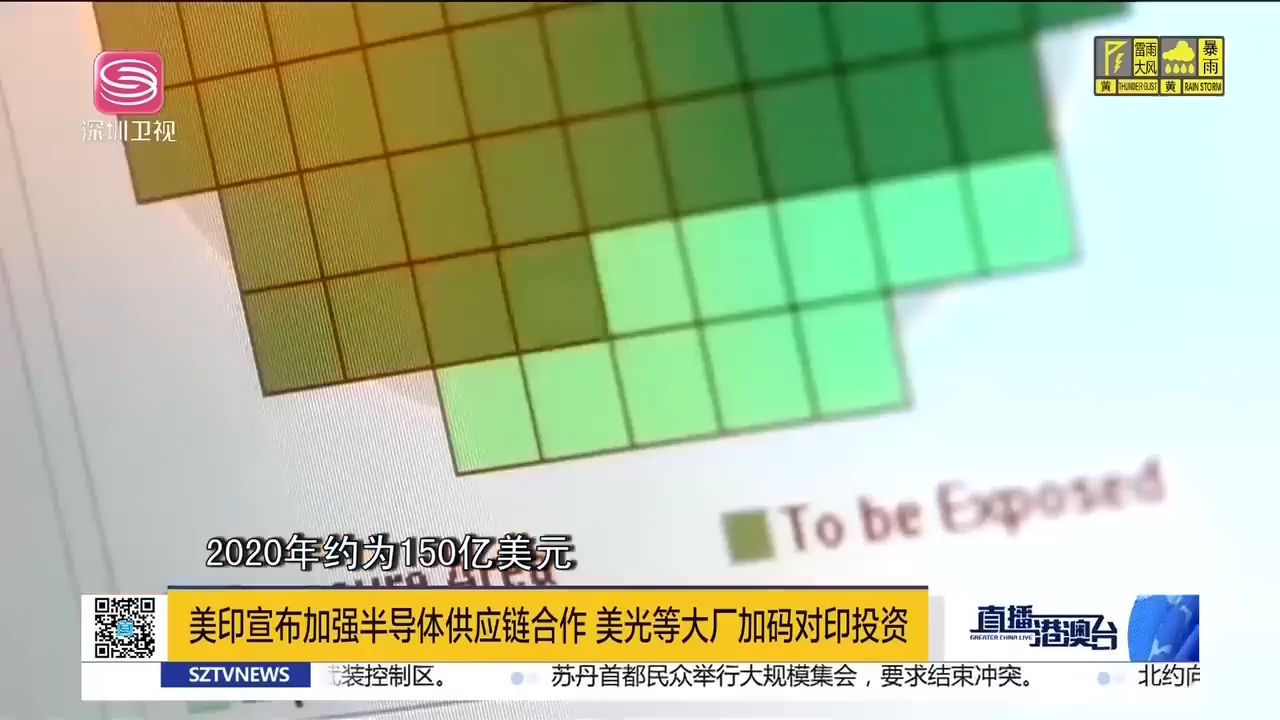 深圳卫视
雷雨大风
暴雨
黄 THUNDER GUST
黄 RAIN STORM
To be Exposed
2020年约为150亿美元
Area
美印宣布加强半导体供应链合作 美光等大厂加码对印投资
直播港澳台
GREATER CHINA LIVE
SZTVNEWS
装控制区。 苏丹首都民众举行大规模集会，要求结束冲突。 北约向